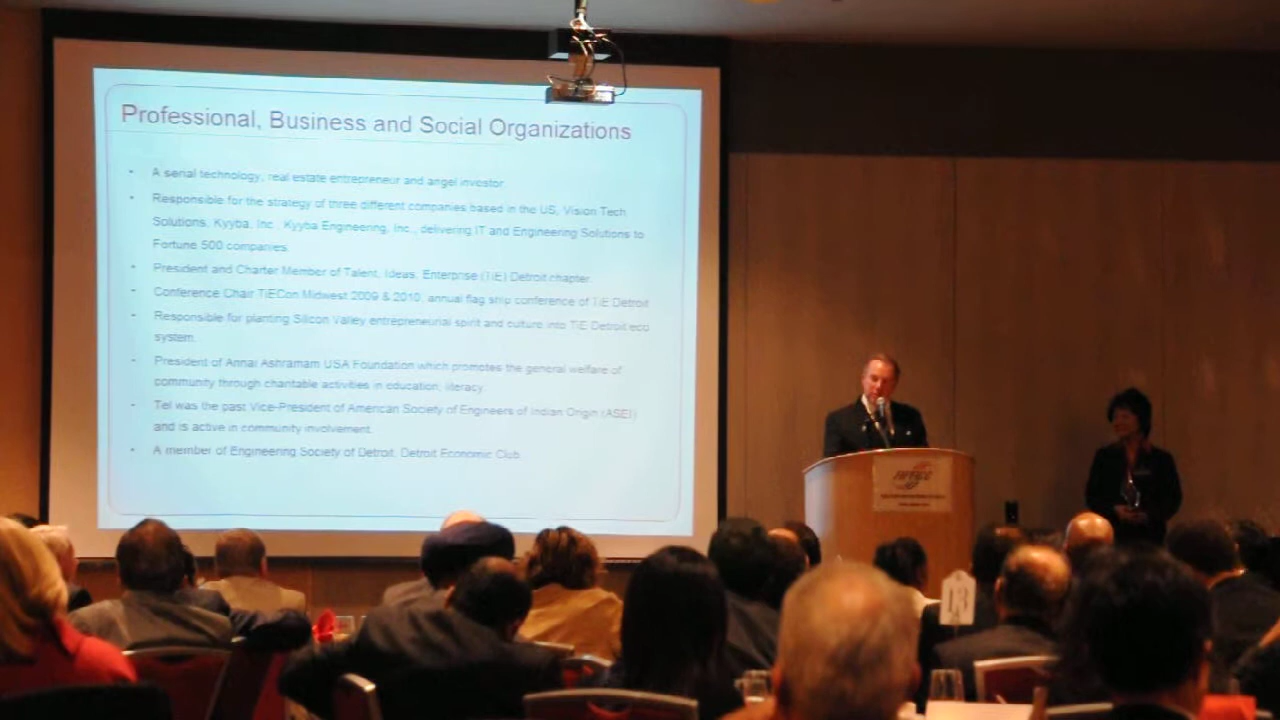 Professional, Business and Social Organizations
• A serial technology, real estate entrepreneur and angel investor
• Responsible for the strategy of three different companies based in the US, Vision Tech
Solutions, Kyyba, Inc., Kyyba Engineering, Inc., delivering IT and Engineering Solutions to
Fortune 500 companies.
• President and Charter Member of Talent, Ideas, Enterprise (TiE) Detroit chapter
• Conference Chair TiECon Midwest 2009 & 2010, annual flag ship conference of TiE Detroit
• Responsible for planting Silicon Valley entrepreneurial spirit and culture into TiE Detroit eco
system.
• President of Annai Ashramam USA Foundation which promotes the general welfare of
community through charitable activities in education, literacy.
• Tel was the past Vice-President of American Society of Engineers of Indian Origin (ASEI)
and is active in community involvement.
• A member of Engineering Society of Detroit, Detroit Economic Club
13